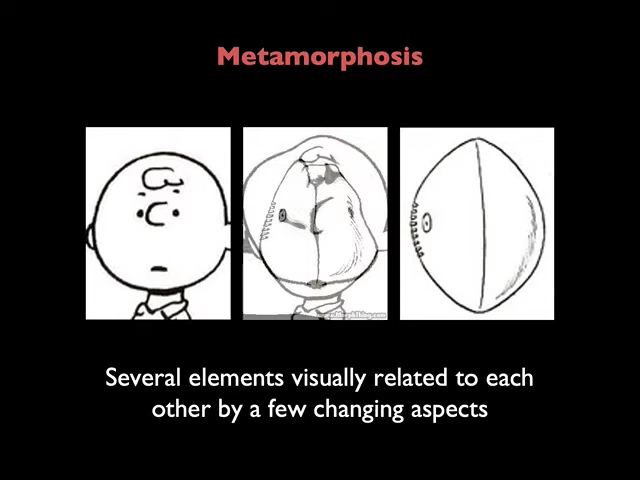 Metamorphosis
Several elements visually related to each
other by a few changing aspects